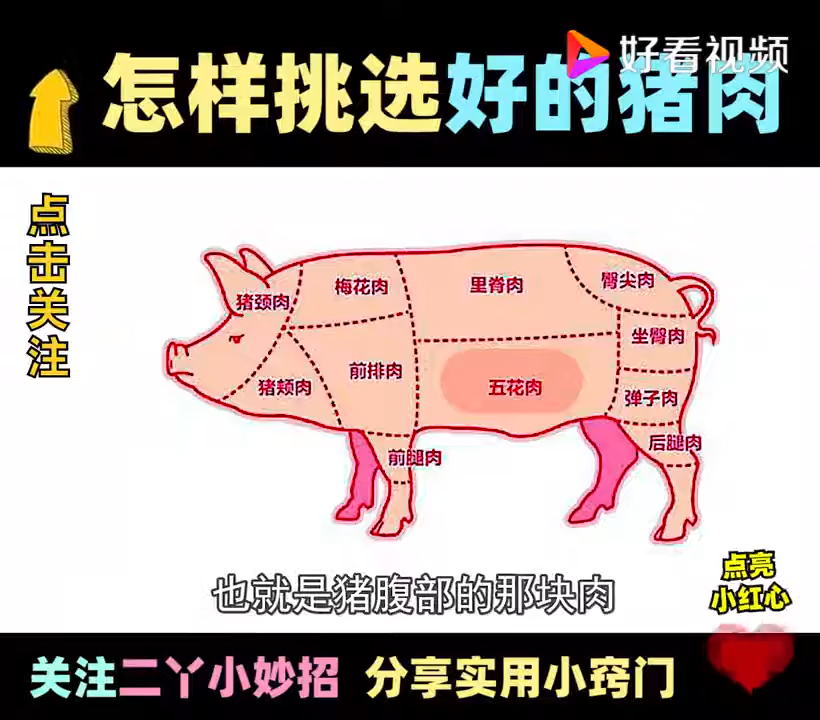 好看视频
怎样挑选好的猪肉
点击关注
猪颈肉
梅花肉
里脊肉
臀尖肉
坐臀肉
猪颊肉
前排肉
五花肉
弹子肉
前腿肉
后腿肉
也就是猪腹部的那块肉
点亮
小红心
关注二丫小妙招 分享实用小窍门